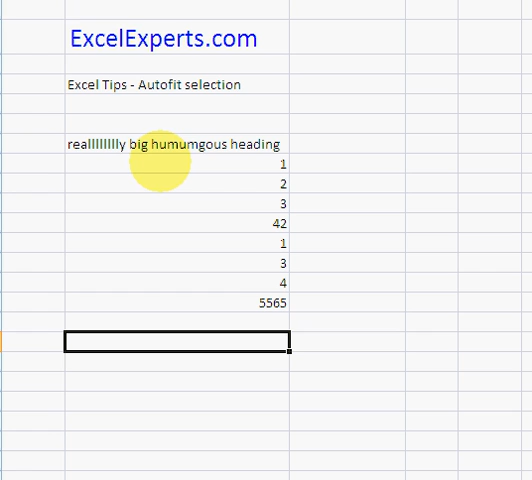 ExcelExperts.com
Excel Tips - Autofit selection
reallllllllly big humumgous heading
1
2
3
42
1
3
4
5565